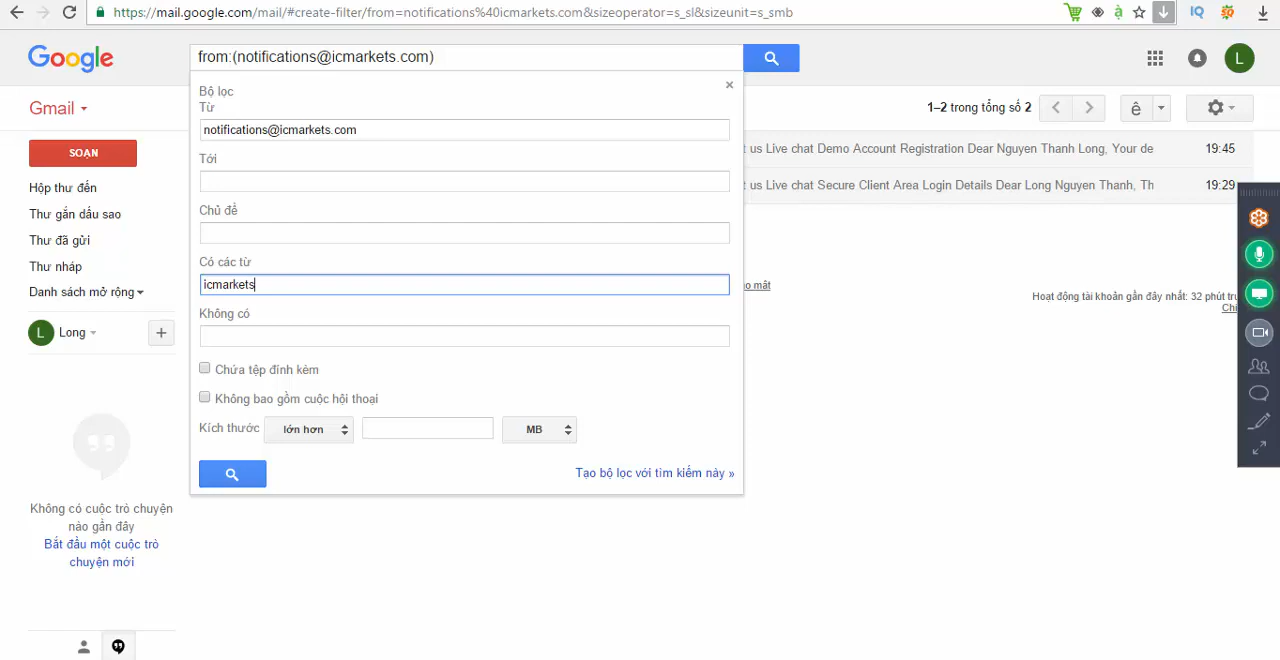 https://mail.google.com/mail/#create-filter/from=notifications%40icmarkets.com&sizeoperator=s_sl&sizeunit=s_smb
ạ
IQ
SQ
Google
from:(notifications@icmarkets.com)
L
Gmail
1–2 trong tổng số 2
ê
SOẠN
Hộp thư đến
Thư gắn dấu sao
Thư đã gửi
Thư nháp
Danh sách mở rộng
L Long
+
Không có cuộc trò chuyện
nào gần đây
Bắt đầu một cuộc trò
chuyện mới
Bộ lọc
Từ
notifications@icmarkets.com
Tới
Chủ đề
Có các từ
icmarkets
Không có
Chứa tệp đính kèm
Không bao gồm cuộc hội thoại
Kích thước lớn hơn MB
Tạo bộ lọc với tìm kiếm này »
t us Live chat Demo Account Registration Dear Nguyen Thanh Long, Your de 19:45
t us Live chat Secure Client Area Login Details Dear Long Nguyen Thanh, Th 19:29
mật
Hoạt động tài khoản gần đây nhất: 32 phút
Chi